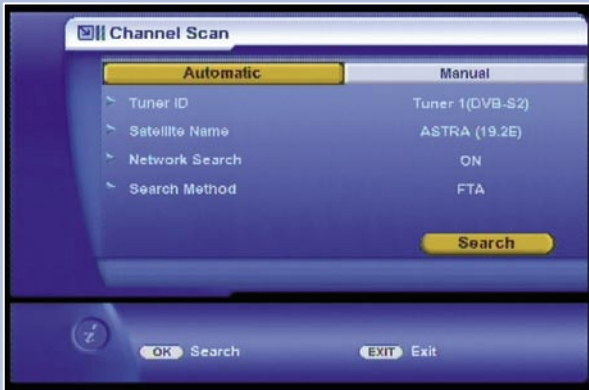 Channel Scan
Automatic Manual
Tuner ID Tuner 1(DVB-S2)
Satellite Name ASTRA (19.2E)
Network Search ON
Search Method FTA
Search
i OK Search EXIT Exit